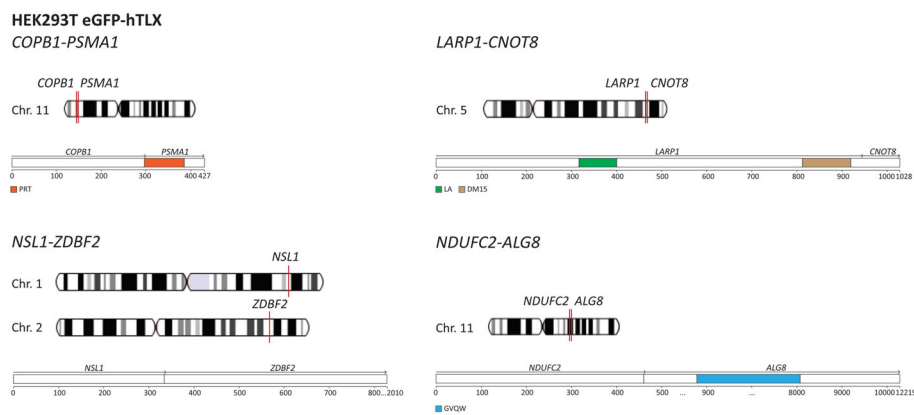 HEK293T eGFP-hTLX
COPB1-PSMA1
COPB1 PSMA1
Chr. 11
COPB1 PSMA1
0 100 200 300 400 427
PRT
LARP1-CNOT8
LARP1 CNOT8
Chr. 5
LARP1 CNOT8
0 100 200 300 400 500 600 700 800 900 1000 1028
LA DM15
NSL1-ZDBF2
NSL1
Chr. 1
ZDBF2
Chr. 2
NSL1 ZDBF2
0 100 200 300 400 500 600 700 800...2010
NDUFC2-ALG8
NDUFC2 ALG8
Chr. 11
NDUFC2 ALG8
0 100 200 300 400 500 ... 800 ... 9000 10000 12219
GVQW